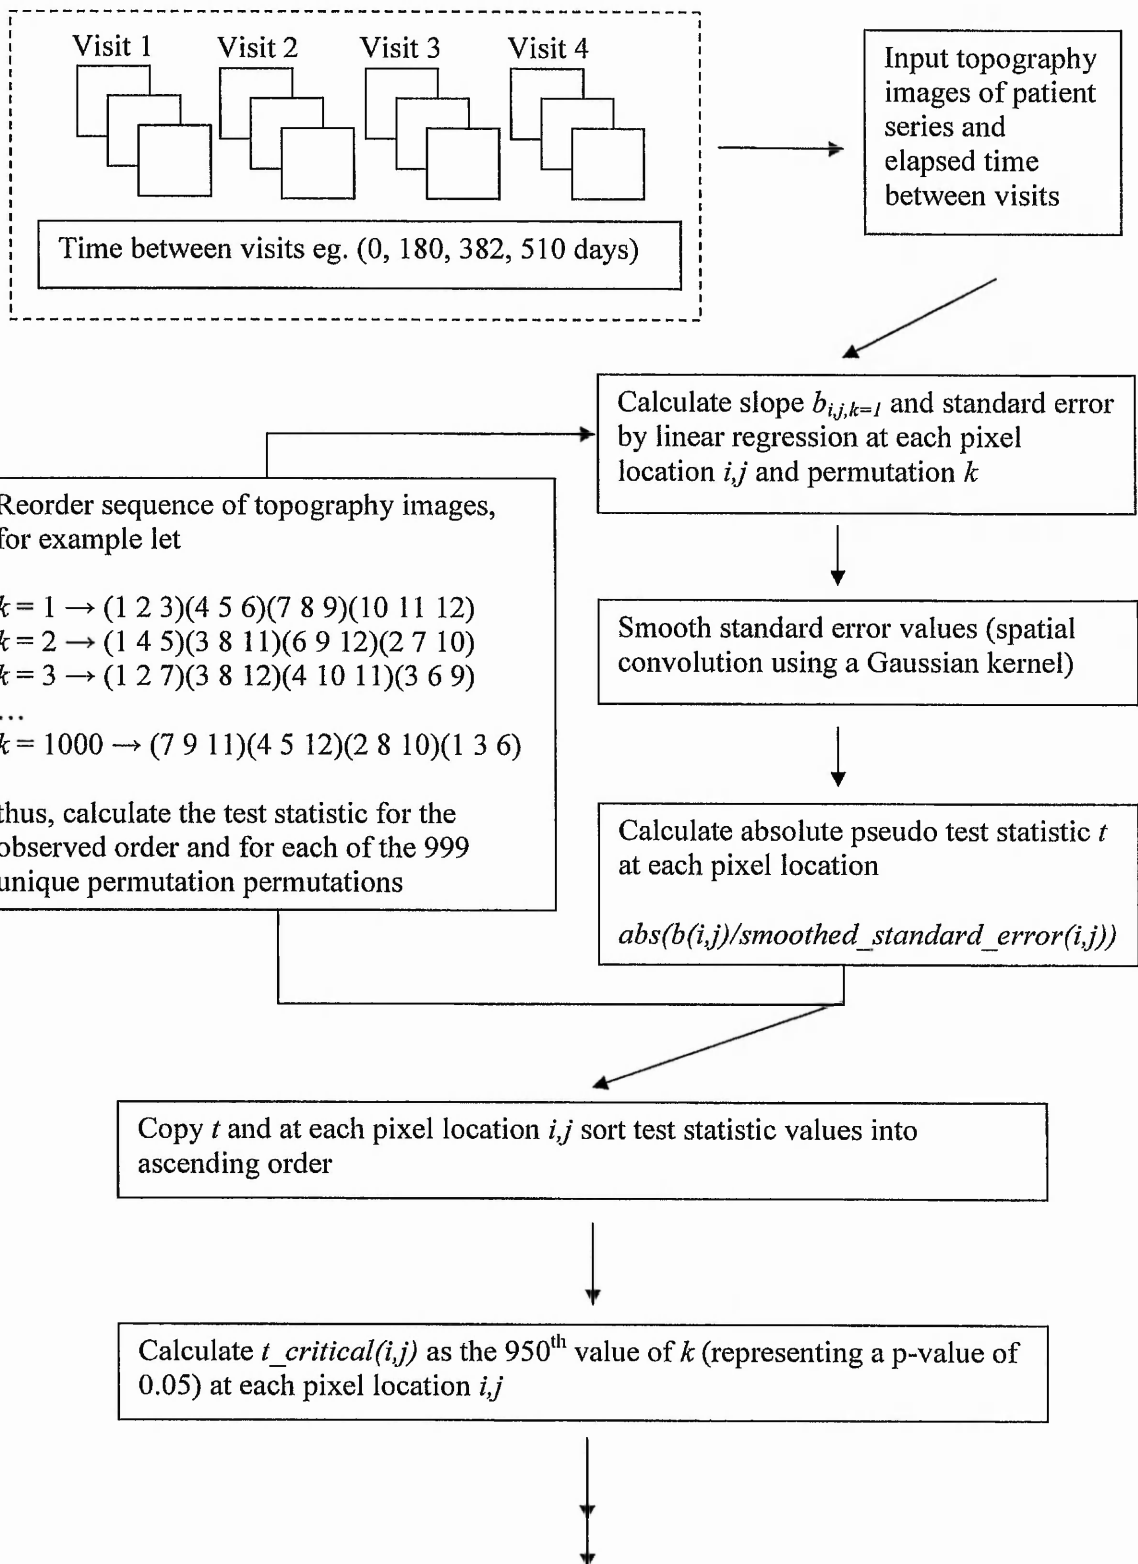 Visit 1 Visit 2 Visit 3 Visit 4
Time between visits eg. (0, 180, 382, 510 days)
Input topography
images of patient
series and
elapsed time
between visits
Calculate slope b_{i,j,k=1} and standard error
by linear regression at each pixel
location i,j and permutation k
Reorder sequence of topography images,
for example let
k = 1 → (1 2 3)(4 5 6)(7 8 9)(10 11 12)
k = 2 → (1 4 5)(3 8 11)(6 9 12)(2 7 10)
k = 3 → (1 2 7)(3 8 12)(4 10 11)(3 6 9)
...
k = 1000 → (7 9 11)(4 5 12)(2 8 10)(1 3 6)
thus, calculate the test statistic for the
observed order and for each of the 999
unique permutation permutations
Smooth standard error values (spatial
convolution using a Gaussian kernel)
Calculate absolute pseudo test statistic t
at each pixel location
abs(b(i,j)/smoothed_standard_error(i,j))
Copy t and at each pixel location i,j sort test statistic values into
ascending order
Calculate t_critical(i,j) as the 950th value of k (representing a p-value of
0.05) at each pixel location i,j